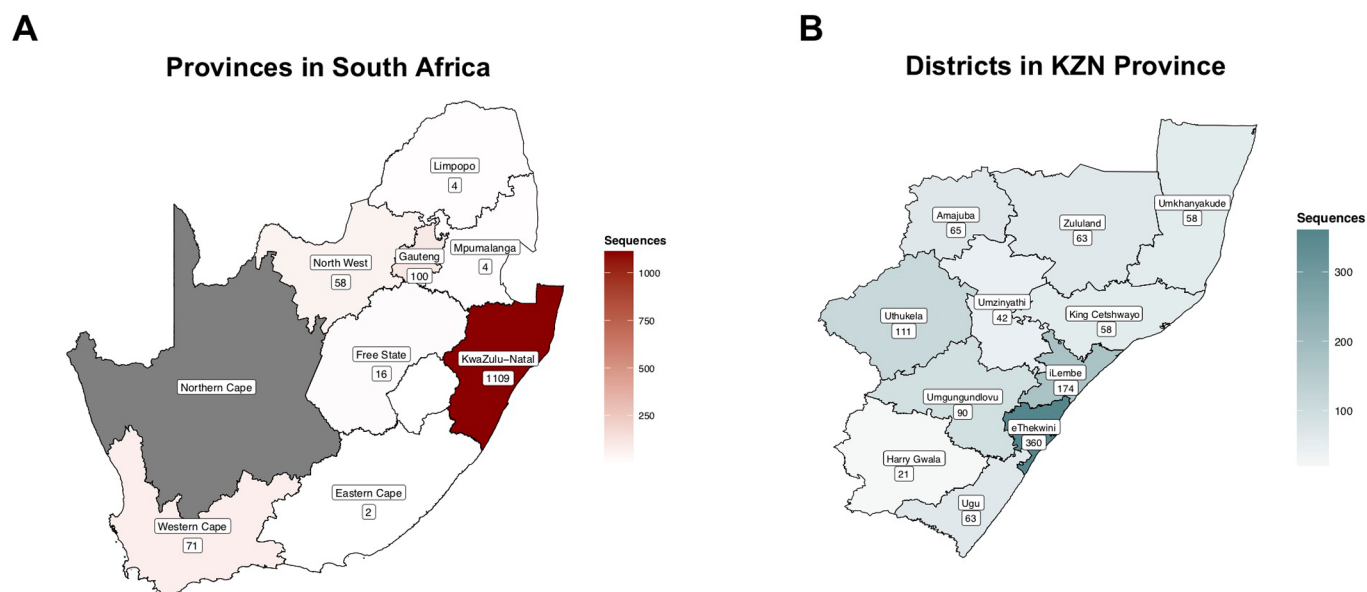 A
Provinces in South Africa
Limpopo
4
Mpumalanga
4
Gauteng
100
North West
58
Free State
16
KwaZulu−Natal
1109
Northern Cape
Eastern Cape
2
Western Cape
71
Sequences
1000
750
500
250
B
Districts in KZN Province
Umkhanyakude
58
Amajuba
65
Zululand
63
Umzinyathi
42
King Cetshwayo
58
Uthukela
111
iLembe
174
Umgungundlovu
90
eThekwini
360
Harry Gwala
21
Ugu
63
Sequences
300
200
100